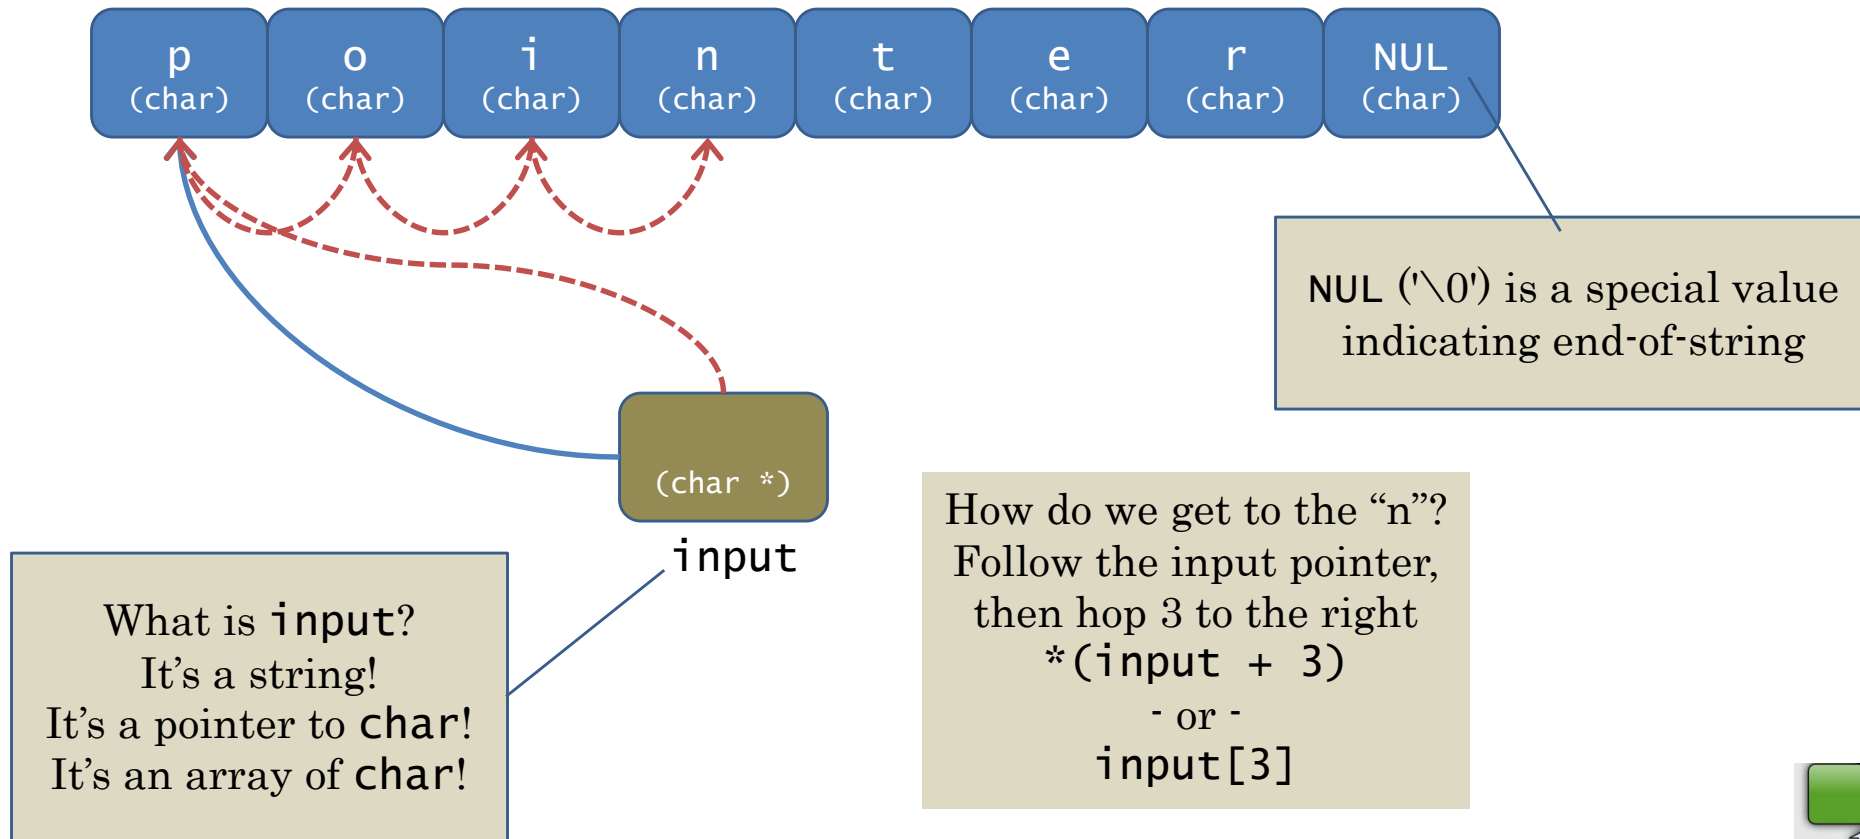 p o i n t e r NUL
(char) (char) (char) (char) (char) (char) (char) (char)
NUL ('\0') is a special value
indicating end-of-string
(char *)
input
What is input?
It’s a string!
It’s a pointer to char!
It’s an array of char!
How do we get to the “n”?
Follow the input pointer,
then hop 3 to the right
*(input + 3)
- or -
input[3]